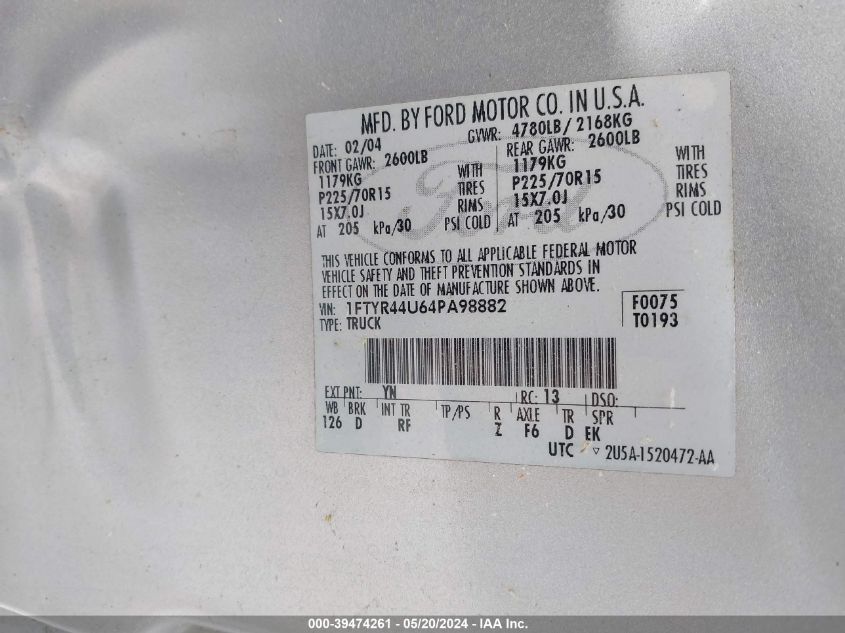 MFD. BY FORD MOTOR CO. IN U.S.A.
DATE: 02/04 GVWR: 4780LB/ 2168KG
FRONT GAWR: 2600LB REAR GAWR: 2600LB
1179KG WITH 1179KG WITH
P225/70R15 TIRES P225/70R15 TIRES
15X7.0J RIMS 15X7.0J RIMS
AT 205 kPa/30 PSI COLD AT 205 kPa/30 PSI COLD
Ford
THIS VEHICLE CONFORMS TO ALL APPLICABLE FEDERAL MOTOR
VEHICLE SAFETY AND THEFT PREVENTION STANDARDS IN
EFFECT ON THE DATE OF MANUFACTURE SHOWN ABOVE.
VIN: 1FTYR44U64PA98882 F0075
TYPE: TRUCK T0193
EXT PNT: YN RC: 13 DSO:
WB BRK INT TR TP/PS R AXLE TR SPR
126 D RF Z F6 D EK
UTC ▽ 2U5A-1520472-AA
000-39474261 - 05/20/2024 - IAA Inc.